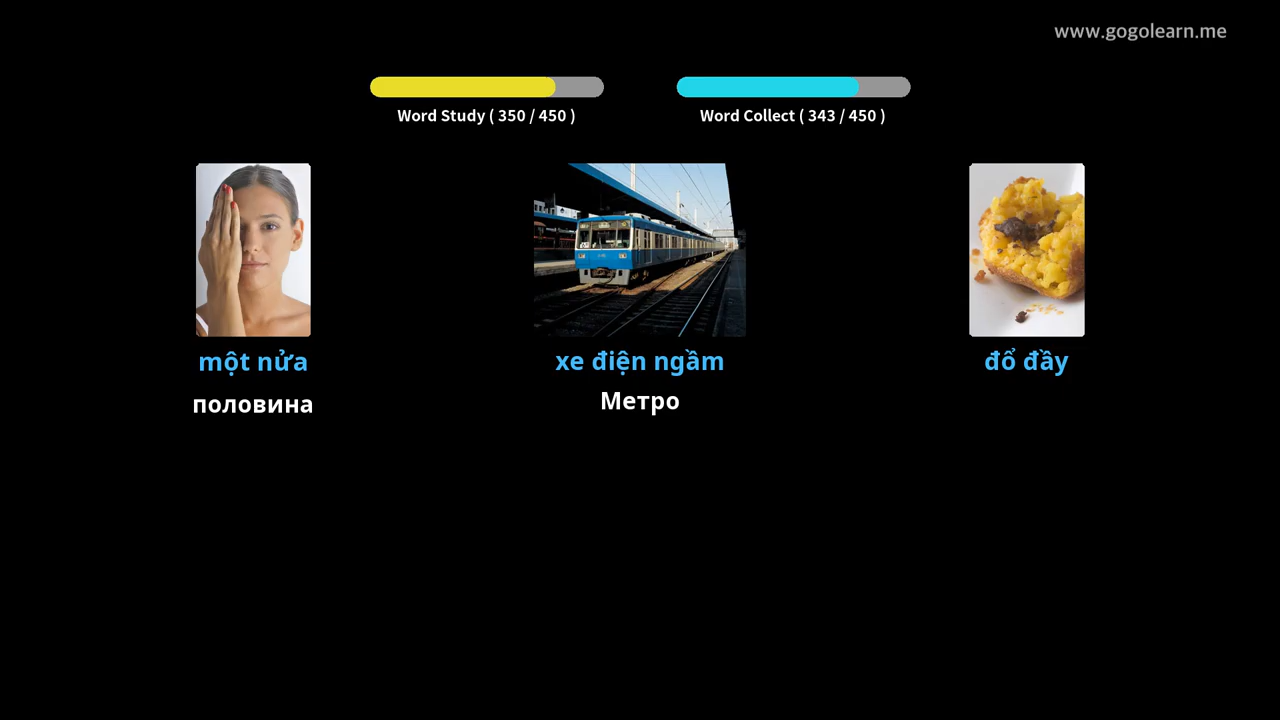 www.gogolearn.me
Word Study ( 350 / 450 )
Word Collect ( 343 / 450 )
một nửa
xe điện ngầm
đổ đầy
половина
Метро